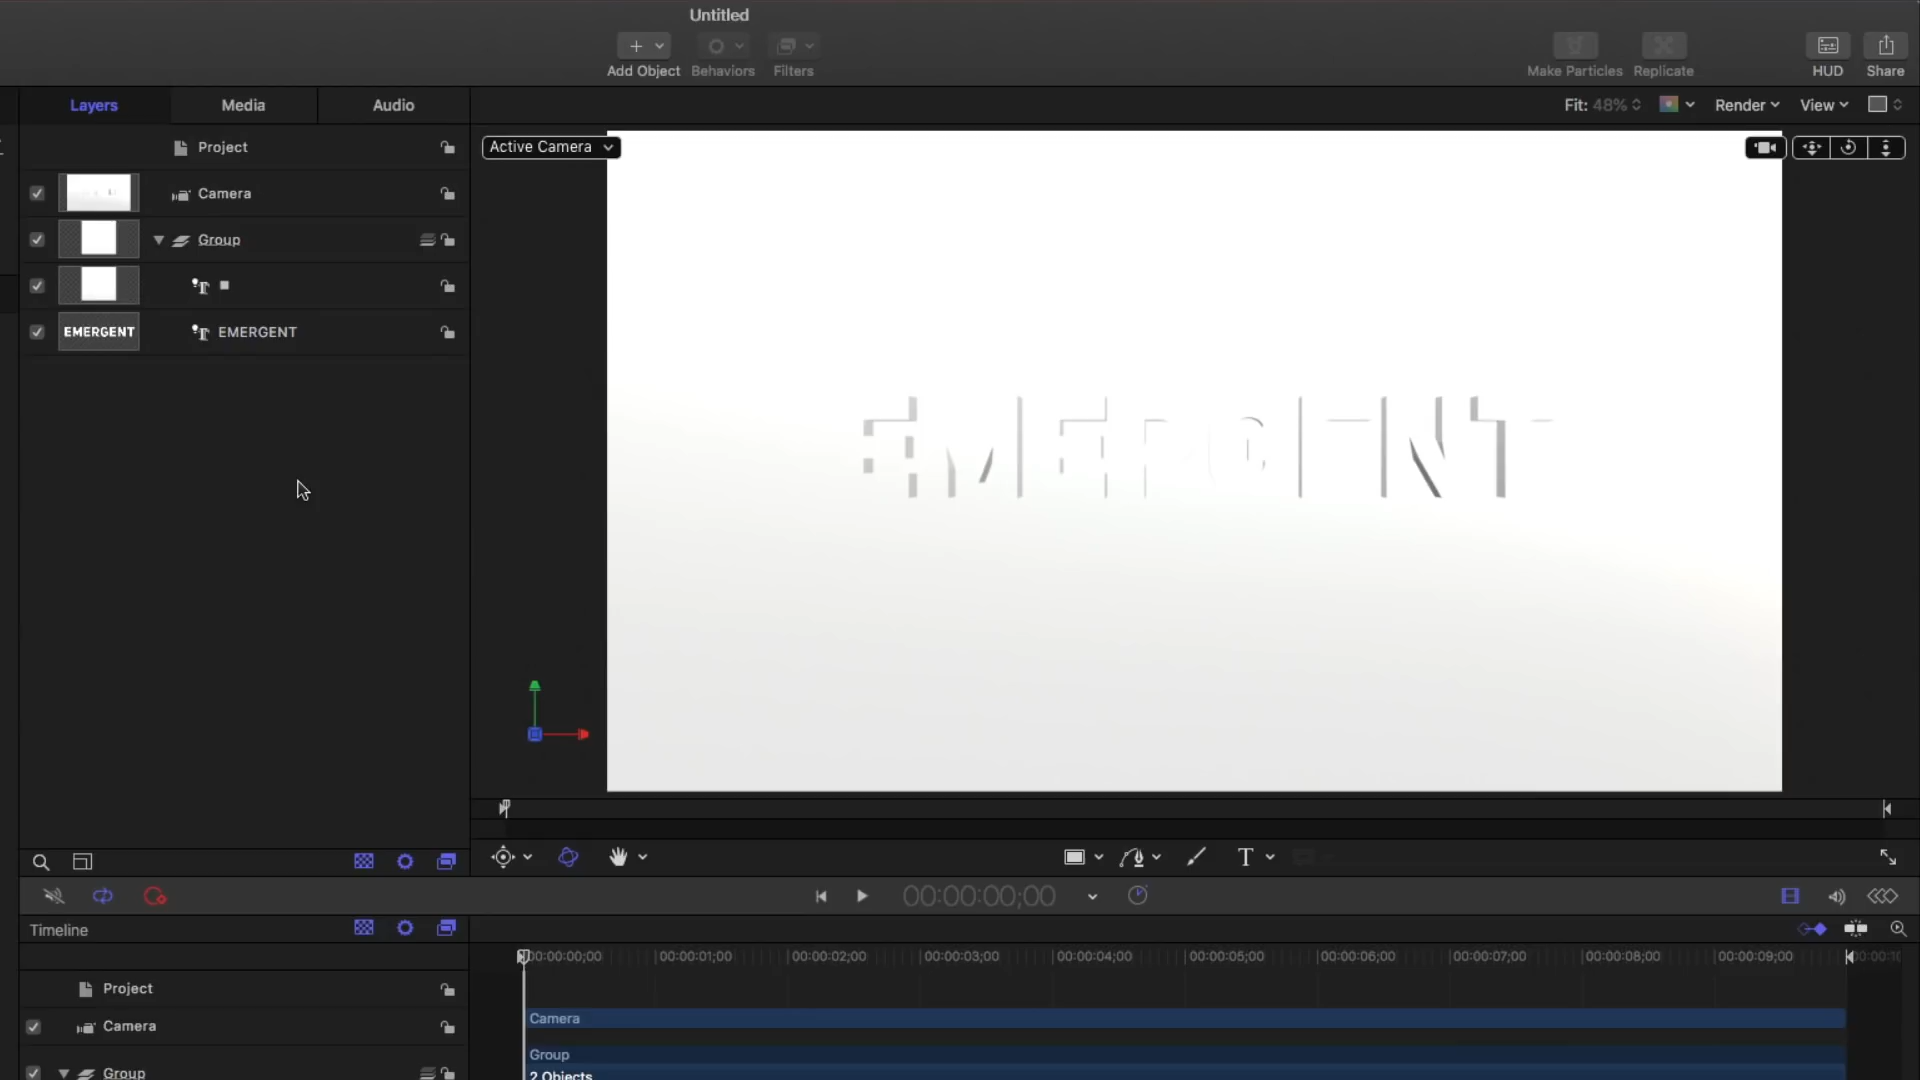 Untitled
Add Object
Behaviors
Filters
Make Particles
Replicate
HUD
Share
Layers
Media
Audio
Fit: 48%
Render
View
Project
Active Camera
Camera
Group
■
EMERGENT
EMERGENT
EMERGENT
T
00:00:00;00
Timeline
00:00:00;00
00:00:01;00
00:00:02;00
00:00:03;00
00:00:04;00
00:00:05;00
00:00:06;00
00:00:07;00
00:00:08;00
00:00:09;00
Project
Camera
Camera
Group
Group
2 Objects